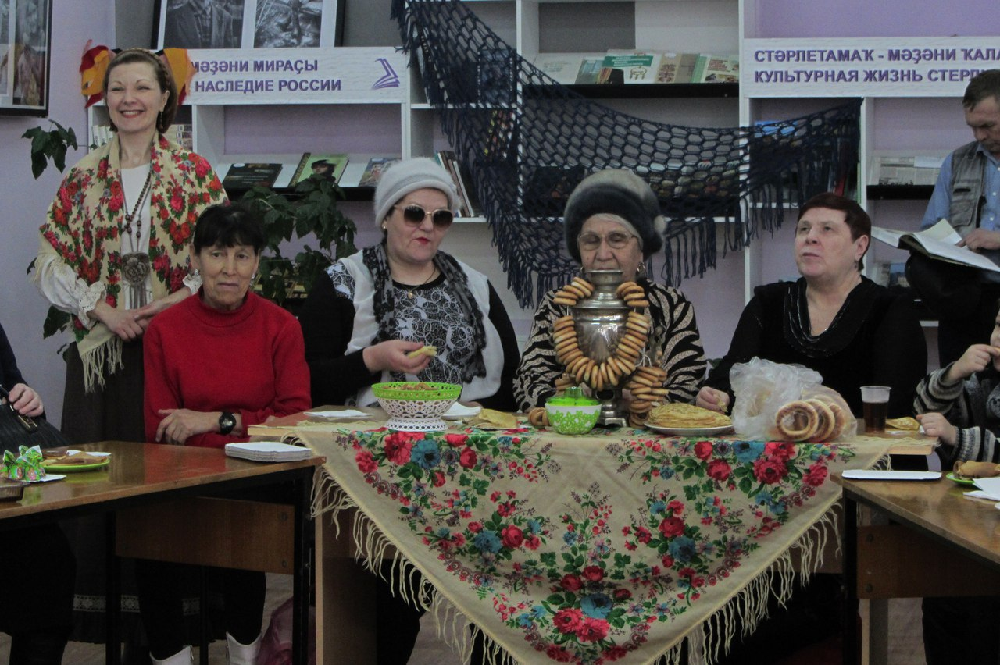 МӘҘӘНИ МИРАҪЫ
НАСЛЕДИЕ РОССИИ
СТӘРЛЕТАМАҠ - МӘҘӘНИ ҠАЛА
КУЛЬТУРНАЯ ЖИЗНЬ СТЕРЛ